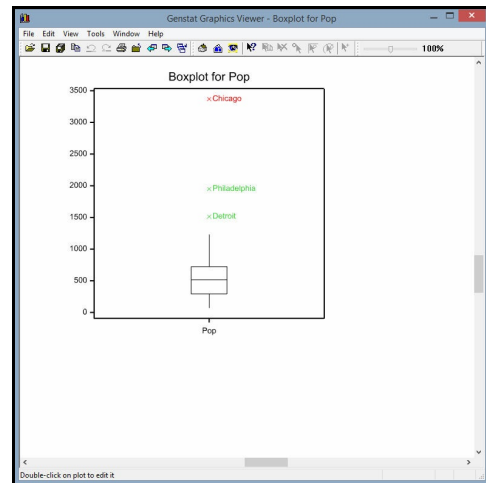 Genstat Graphics Viewer - Boxplot for Pop
File Edit View Tools Window Help
100%
Boxplot for Pop
3500
Chicago
3000
2500
2000
Philadelphia
1500
Detroit
1000
500
0
Pop
Double-click on plot to edit it